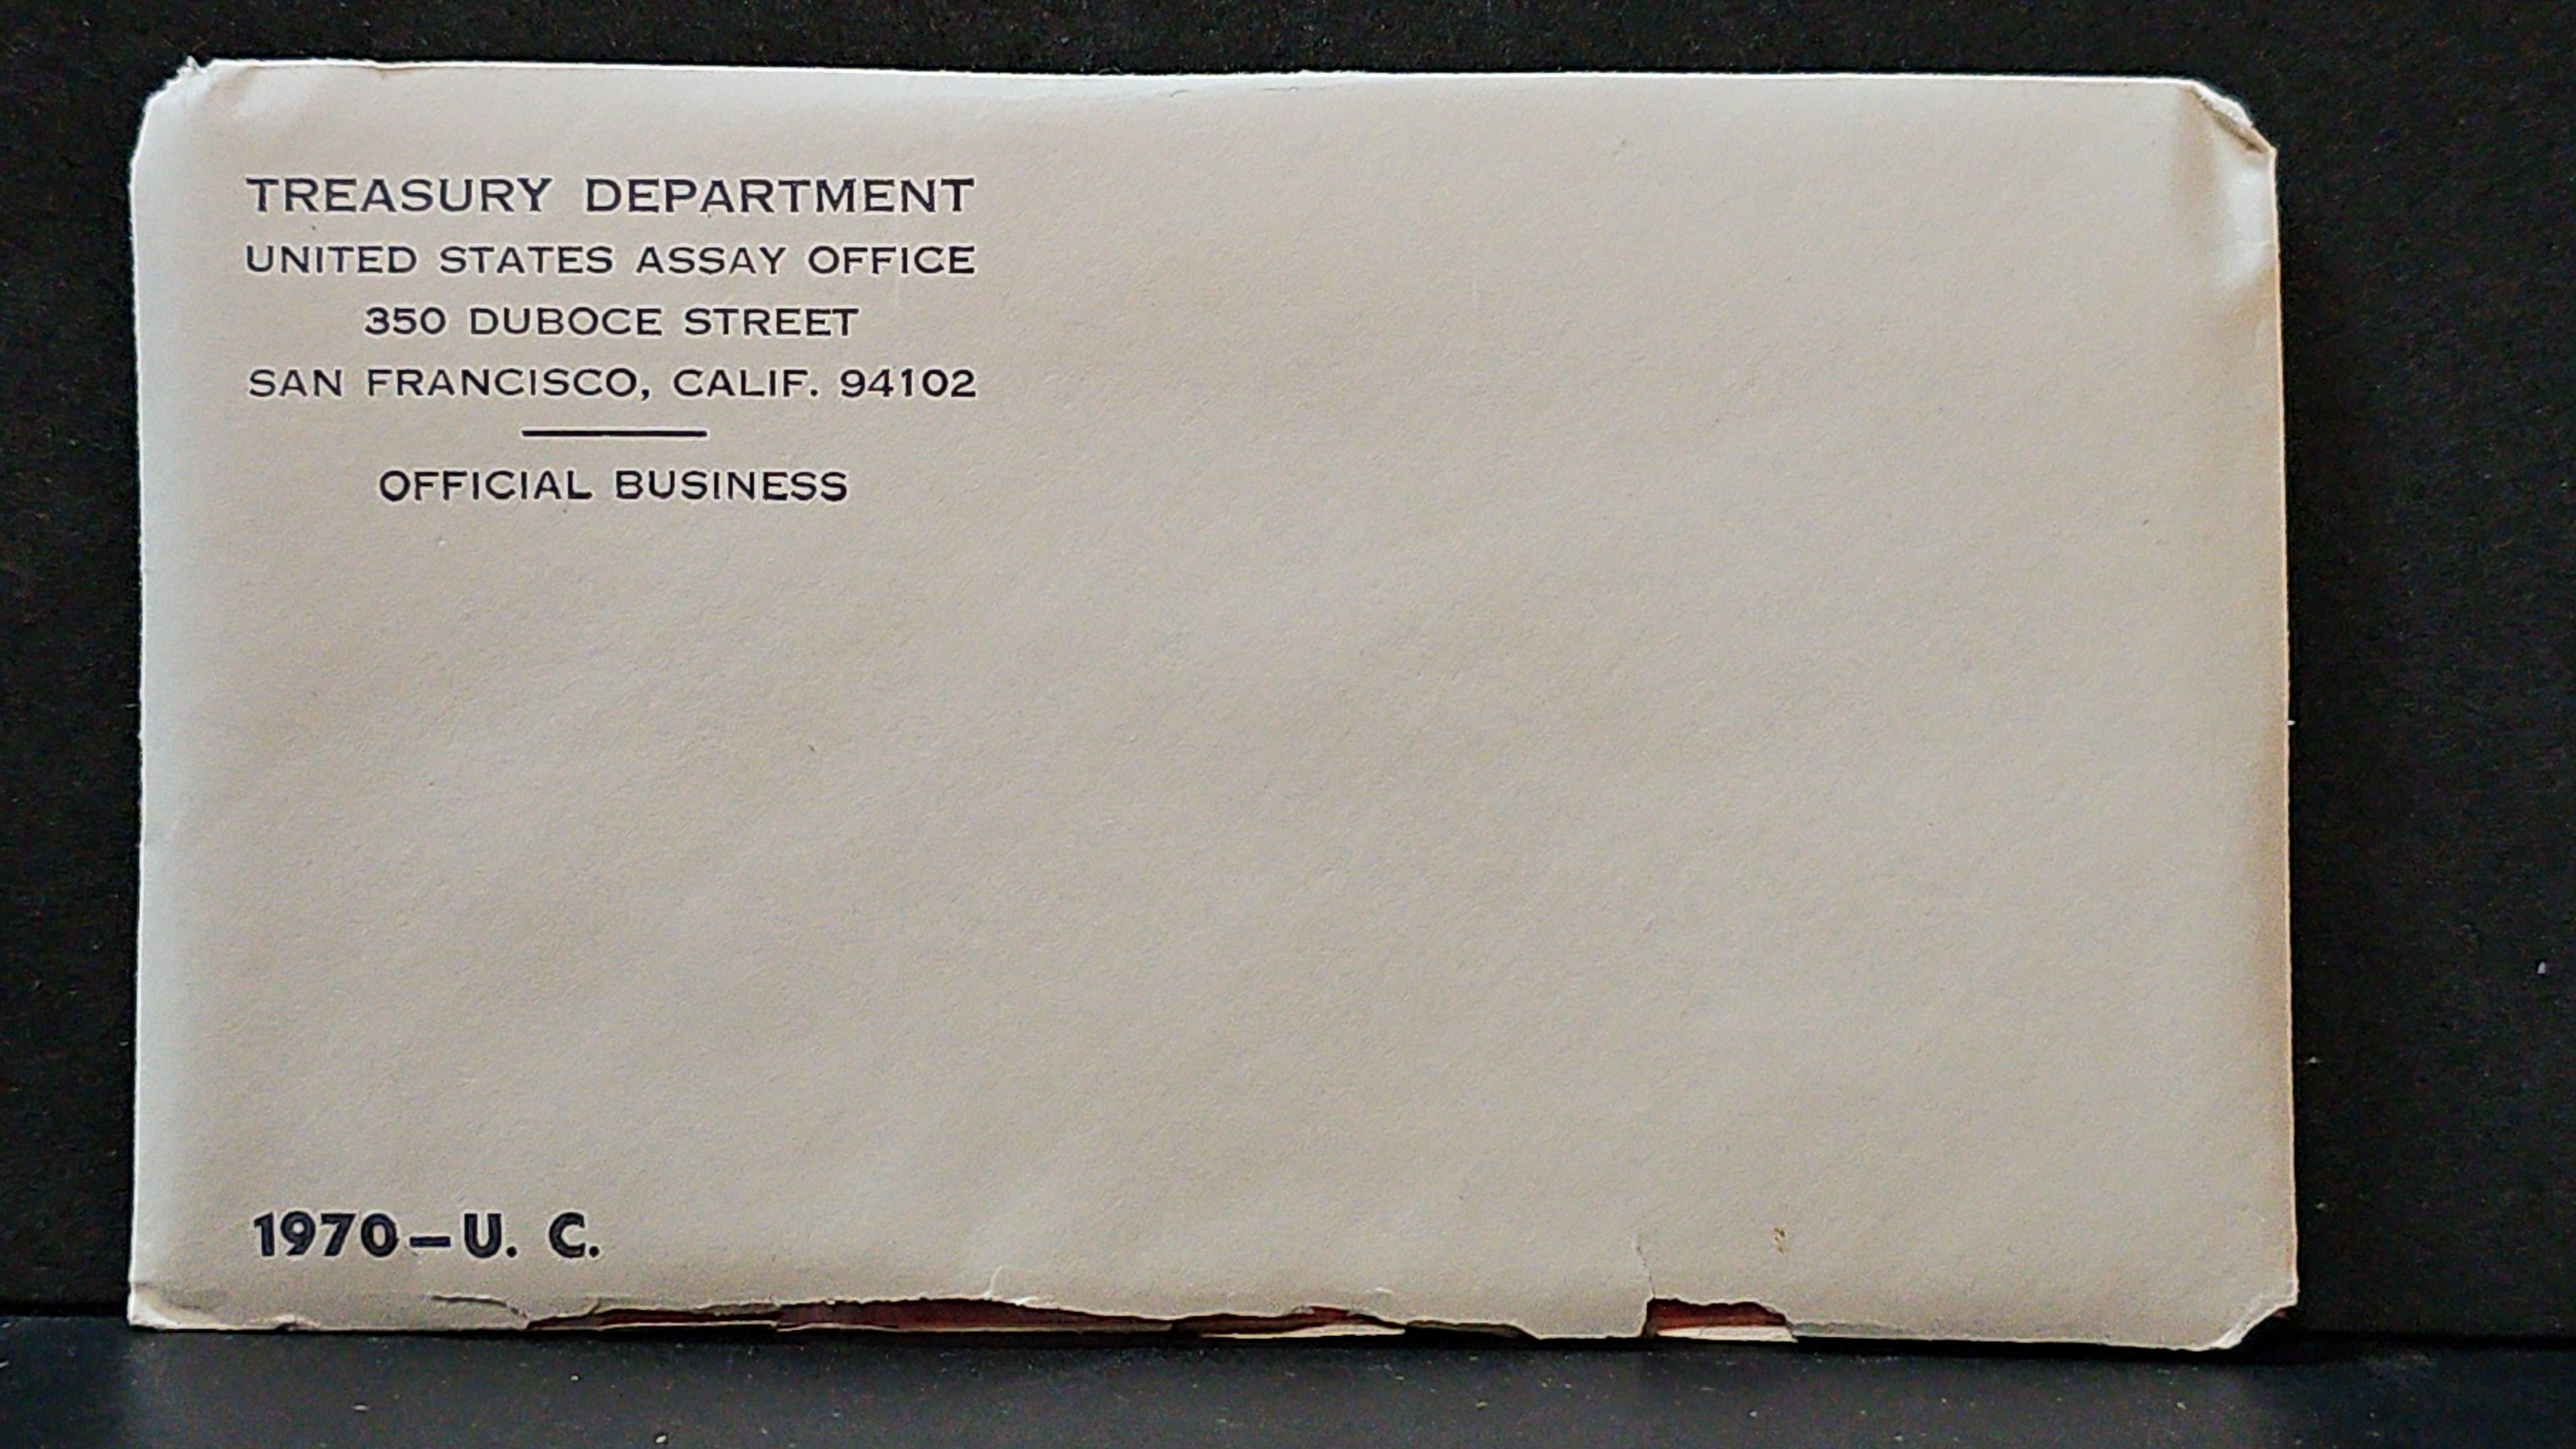 TREASURY DEPARTMENT
UNITED STATES ASSAY OFFICE
350 DUBOCE STREET
SAN FRANCISCO, CALIF. 94102
OFFICIAL BUSINESS
1970-U. C.